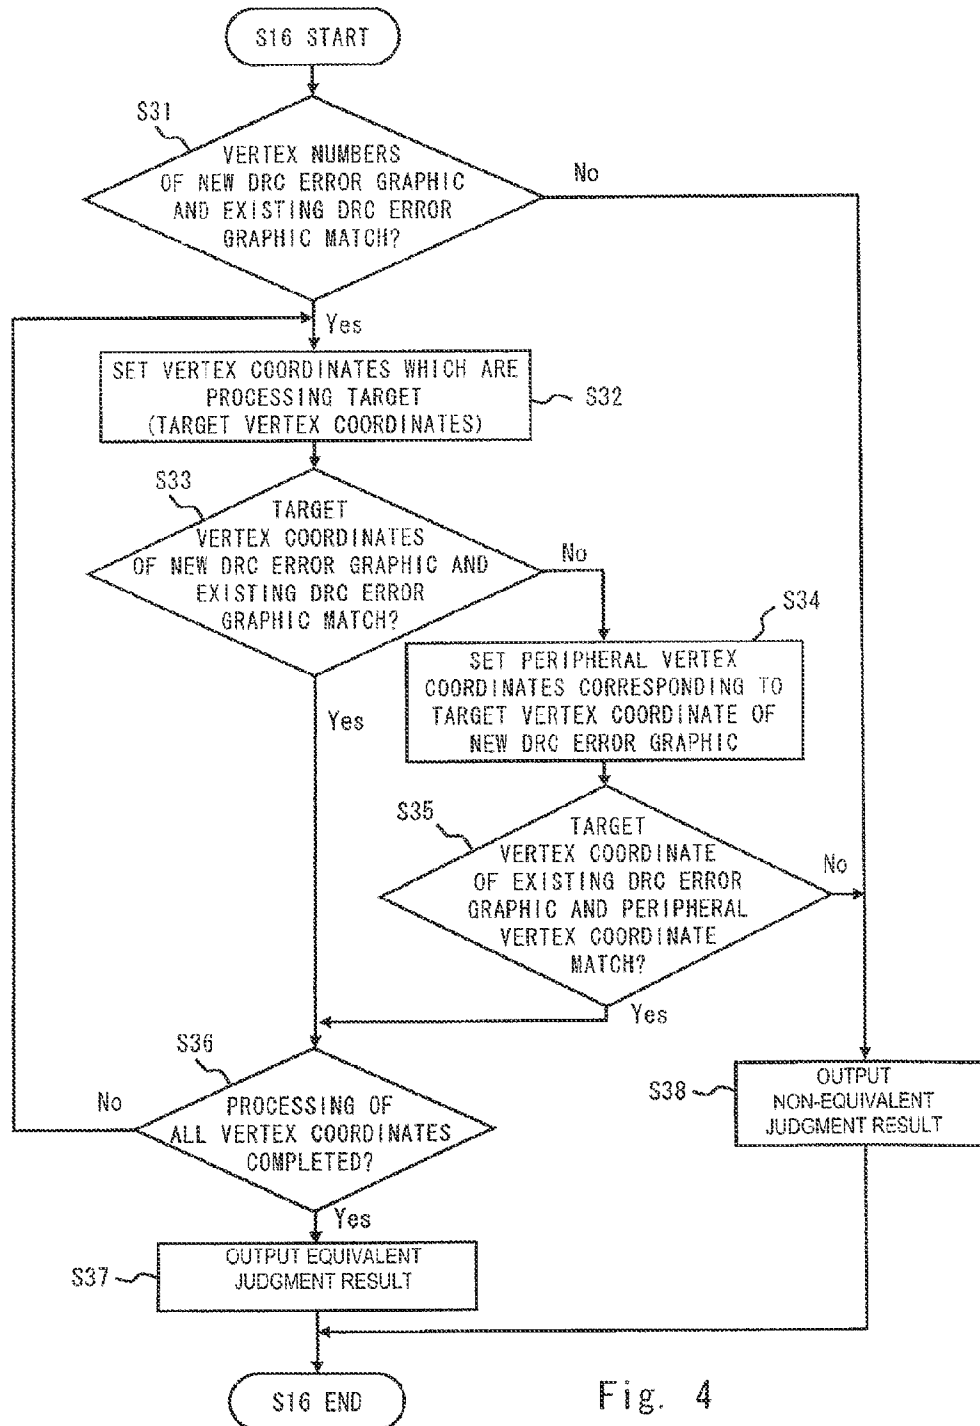 S16 START
S31
VERTEX NUMBERS
OF NEW DRC ERROR GRAPHIC
AND EXISTING DRC ERROR
GRAPHIC MATCH?
No
Yes
SET VERTEX COORDINATES WHICH ARE
PROCESSING TARGET
(TARGET VERTEX COORDINATES)
S32
S33
TARGET
VERTEX COORDINATES
OF NEW DRC ERROR GRAPHIC AND
EXISTING DRC ERROR
GRAPHIC MATCH?
No
Yes
S34
SET PERIPHERAL VERTEX
COORDINATES CORRESPONDING TO
TARGET VERTEX COORDINATE OF
NEW DRC ERROR GRAPHIC
S35
TARGET
VERTEX COORDINATE
OF EXISTING DRC ERROR
GRAPHIC AND PERIPHERAL
VERTEX COORDINATE
MATCH?
No
Yes
S36
PROCESSING OF
ALL VERTEX COORDINATES
COMPLETED?
No
Yes
S38
OUTPUT
NON-EQUIVALENT
JUDGMENT RESULT
S37
OUTPUT EQUIVALENT
JUDGMENT RESULT
S16 END
Fig. 4